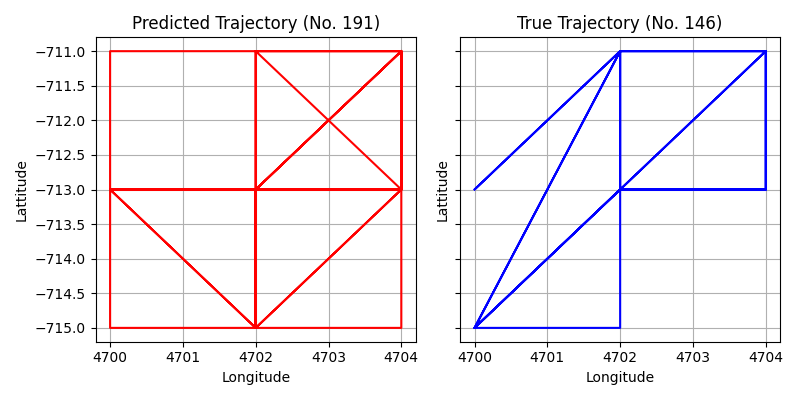 Predicted Trajectory (No. 191)
True Trajectory (No. 146)
−711.0
−711.5
−712.0
−712.5
−713.0
−713.5
−714.0
−714.5
−715.0
Lattitude
Lattitude
4700 4701 4702 4703 4704
4700 4701 4702 4703 4704
Longitude
Longitude